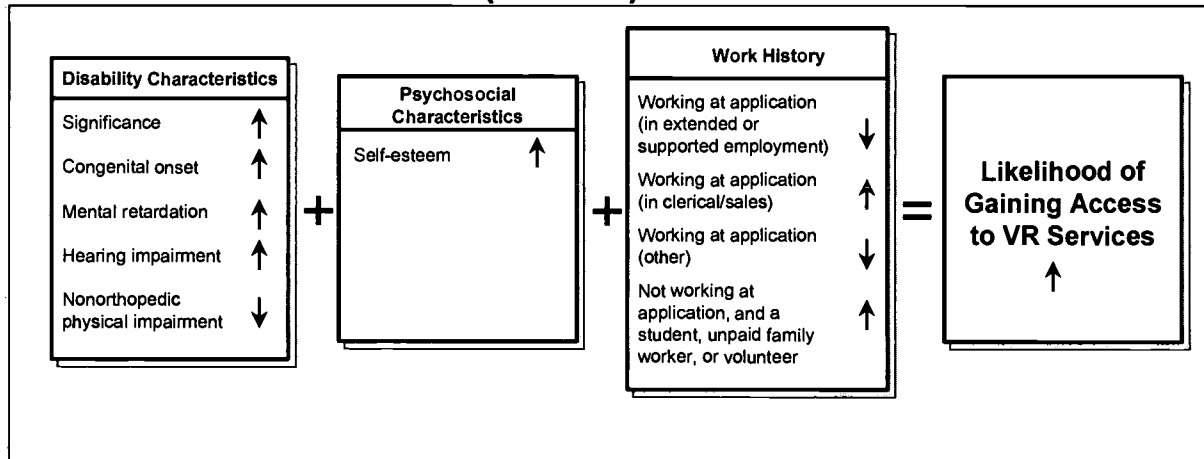 Disability Characteristics
Significance ↑
Congenital onset ↑
Mental retardation ↑
Hearing impairment ↑
Nonorthopedic
physical impairment ↓
+
Psychosocial
Characteristics
Self-esteem ↑
+
Work History
Working at application
(in extended or
supported employment) ↓
Working at application
(in clerical/sales) ↑
Working at application
(other) ↓
Not working at
application, and a
student, unpaid family
worker, or volunteer ↑
=
Likelihood of
Gaining Access
to VR Services
↑